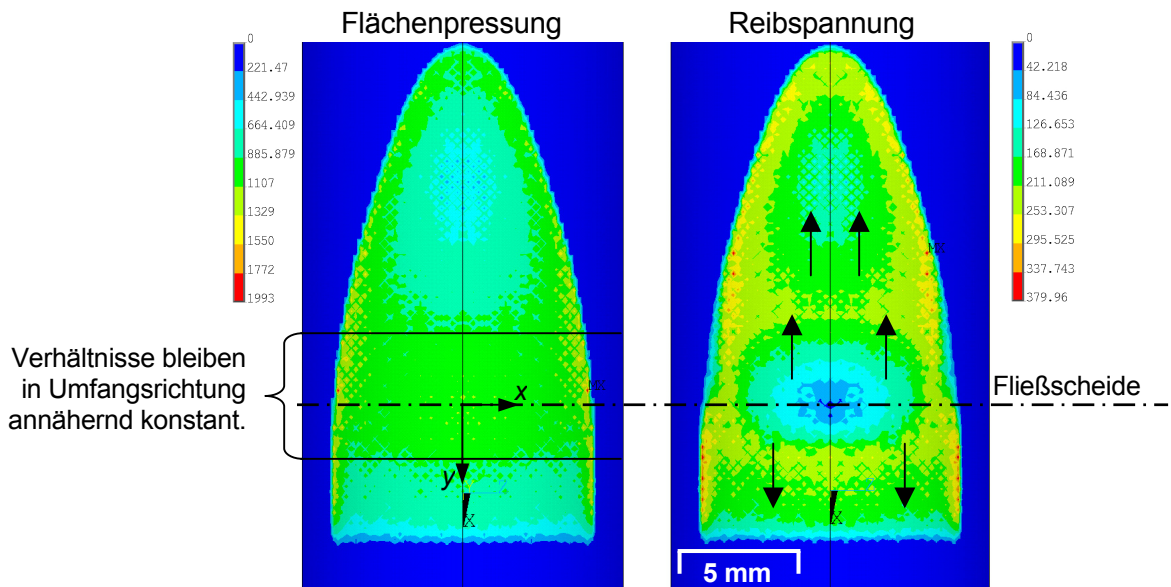 Flächenpressung
Reibspannung
0
221.47
442.939
664.409
885.879
1107
1329
1550
1772
1993
0
42.218
84.436
126.653
168.871
211.089
253.307
295.525
337.743
379.96
MX
MX
Verhältnisse bleiben
in Umfangsrichtung
annähernd konstant.
x
Fließscheide
y
Z
X
Z
X
5 mm